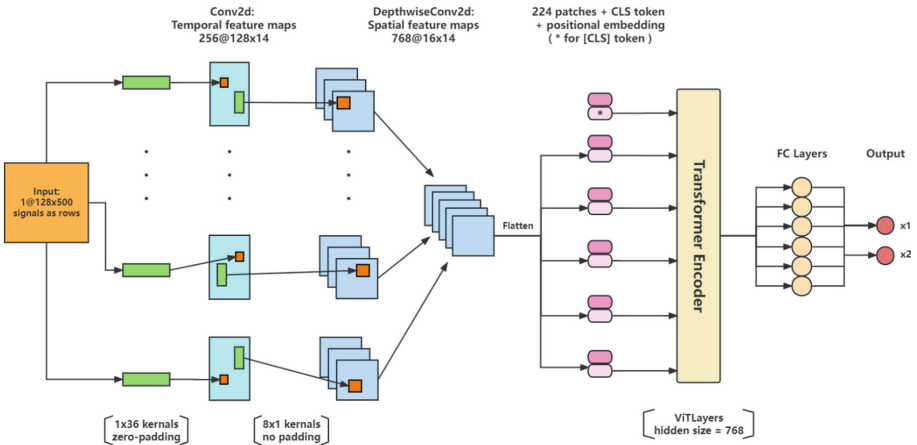 Conv2d:
Temporal feature maps
256@128x14
DepthwiseConv2d:
Spatial feature maps
768@16x14
224 patches + CLS token
+ positional embedding
( * for [CLS] token )
*
Input:
1@128x500
signals as rows
Flatten
Transformer Encoder
FC Layers
Output
x1
x2
1x36 kernals
zero-padding
8x1 kernals
no padding
ViTLayers
hidden size = 768